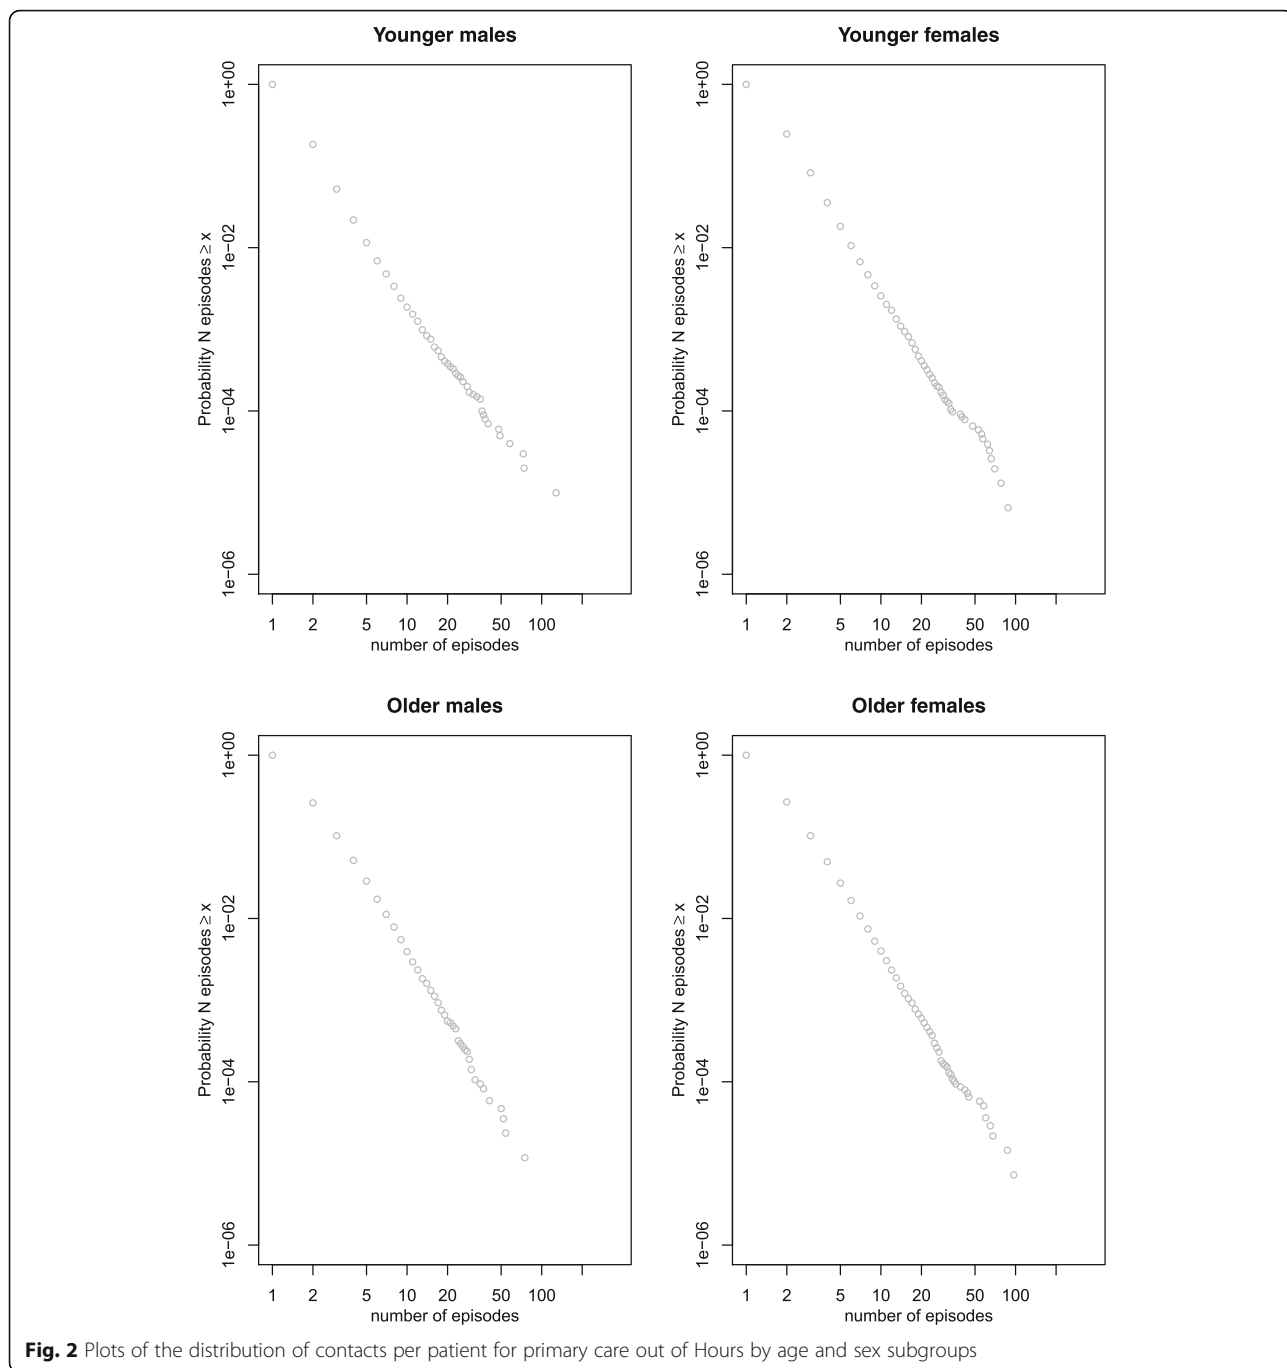 Younger males
Younger females
1e+00
1e−02
1e−04
1e−06
Probability N episodes ≥ x
1 2 5 10 20 50 100
number of episodes
1e+00
1e−02
1e−04
1e−06
Probability N episodes ≥ x
1 2 5 10 20 50 100
number of episodes
Older males
Older females
1e+00
1e−02
1e−04
1e−06
Probability N episodes ≥ x
1 2 5 10 20 50 100
number of episodes
1e+00
1e−02
1e−04
1e−06
Probability N episodes ≥ x
1 2 5 10 20 50 100
number of episodes
Fig. 2 Plots of the distribution of contacts per patient for primary care out of Hours by age and sex subgroups